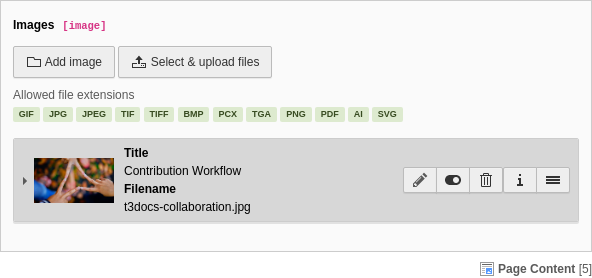 Images [image]
Add image
Select & upload files
Allowed file extensions
GIF JPG JPEG TIF TIFF BMP PCX TGA PNG PDF AI SVG
Title
Contribution Workflow
Filename
t3docs-collaboration.jpg
Page Content [5]